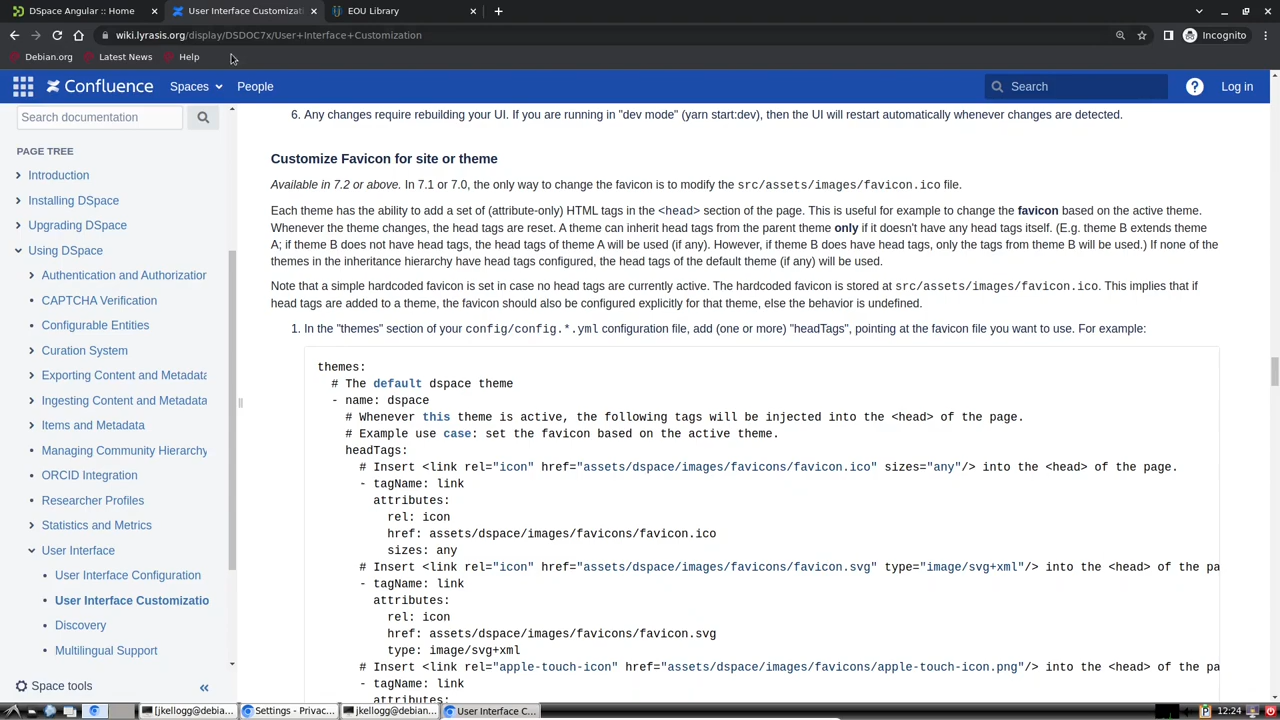 DSpace Angular :: Home
User Interface Customizati
EOU Library
wiki.lyrasis.org/display/DSDOC7x/User+Interface+Customization
Incognito
Debian.org
Latest News
Help
Confluence
Spaces
People
Search
Log in
Search documentation
PAGE TREE
Introduction
Installing DSpace
Upgrading DSpace
Using DSpace
Authentication and Authorization
CAPTCHA Verification
Configurable Entities
Curation System
Exporting Content and Metadata
Ingesting Content and Metadata
Items and Metadata
Managing Community Hierarchy
ORCID Integration
Researcher Profiles
Statistics and Metrics
User Interface
User Interface Configuration
User Interface Customizatio
Discovery
Multilingual Support
Space tools
6. Any changes require rebuilding your UI. If you are running in "dev mode" (yarn start:dev), then the UI will restart automatically whenever changes are detected.
Customize Favicon for site or theme
Available in 7.2 or above. In 7.1 or 7.0, the only way to change the favicon is to modify the src/assets/images/favicon.ico file.
Each theme has the ability to add a set of (attribute-only) HTML tags in the <head> section of the page. This is useful for example to change the favicon based on the active theme.
Whenever the theme changes, the head tags are reset. A theme can inherit head tags from the parent theme only if it doesn't have any head tags itself. (E.g. theme B extends theme
A; if theme B does not have head tags, the head tags of theme A will be used (if any). However, if theme B does have head tags, only the tags from theme B will be used.) If none of the
themes in the inheritance hierarchy have head tags configured, the head tags of the default theme (if any) will be used.
Note that a simple hardcoded favicon is set in case no head tags are currently active. The hardcoded favicon is stored at src/assets/images/favicon.ico. This implies that if
head tags are added to a theme, the favicon should also be configured explicitly for that theme, else the behavior is undefined.
1. In the "themes" section of your config/config.*.yml configuration file, add (one or more) "headTags", pointing at the favicon file you want to use. For example:
themes:
# The default dspace theme
- name: dspace
# Whenever this theme is active, the following tags will be injected into the <head> of the page.
# Example use case: set the favicon based on the active theme.
headTags:
# Insert <link rel="icon" href="assets/dspace/images/favicons/favicon.ico" sizes="any"/> into the <head> of the page.
- tagName: link
attributes:
rel: icon
href: assets/dspace/images/favicons/favicon.ico
sizes: any
# Insert <link rel="icon" href="assets/dspace/images/favicons/favicon.svg" type="image/svg+xml"/> into the <head> of the pa
- tagName: link
attributes:
rel: icon
href: assets/dspace/images/favicons/favicon.svg
type: image/svg+xml
# Insert <link rel="apple-touch-icon" href="assets/dspace/images/favicons/apple-touch-icon.png"/> into the <head> of the pa
- tagName: link
attributes:
[jkellogg@debia...
Settings - Privac...
jkellogg@debian...
User Interface C...
12:24